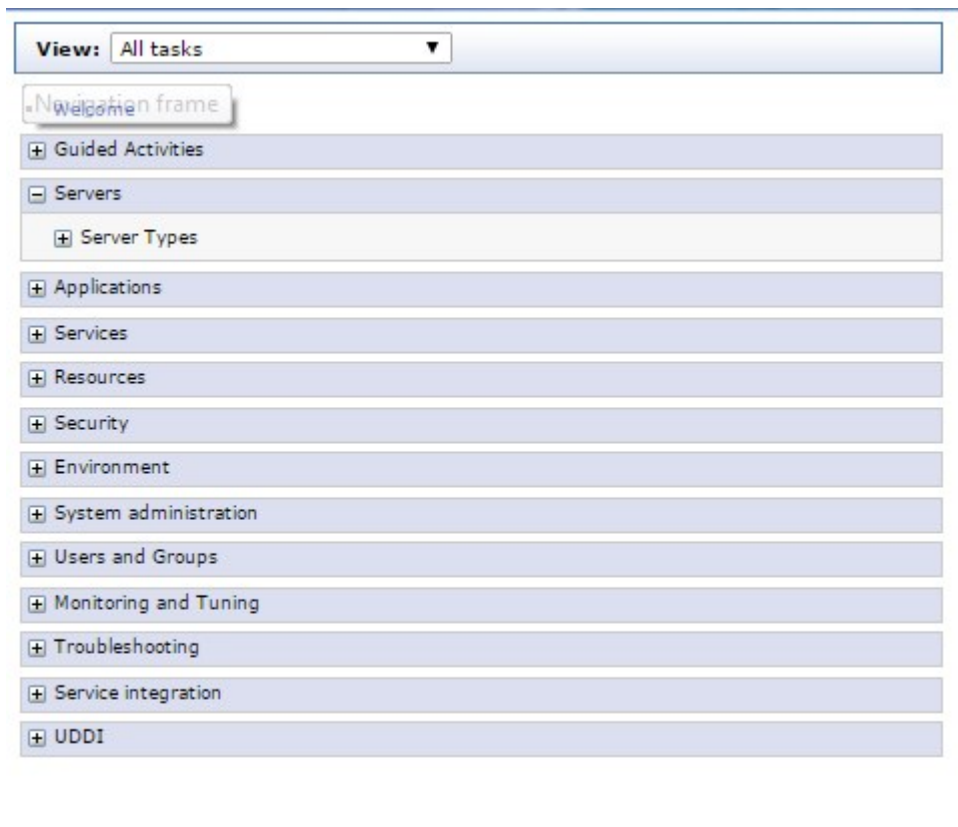 View: All tasks
Navigation frame
Welcome
Guided Activities
Servers
Server Types
Applications
Services
Resources
Security
Environment
System administration
Users and Groups
Monitoring and Tuning
Troubleshooting
Service integration
UDDI